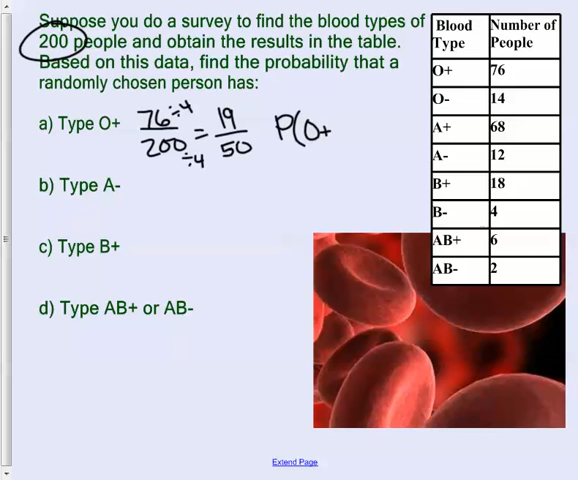 Suppose you do a survey to find the blood types of
200 people and obtain the results in the table.
Based on this data, find the probability that a
randomly chosen person has:
a) Type O+ 76 ÷4 / 200 ÷4 = 19 / 50 P(O+
b) Type A-
c) Type B+
d) Type AB+ or AB-
Blood Type Number of People
O+ 76
O- 14
A+ 68
A- 12
B+ 18
B- 4
AB+ 6
AB- 2
Extend Page